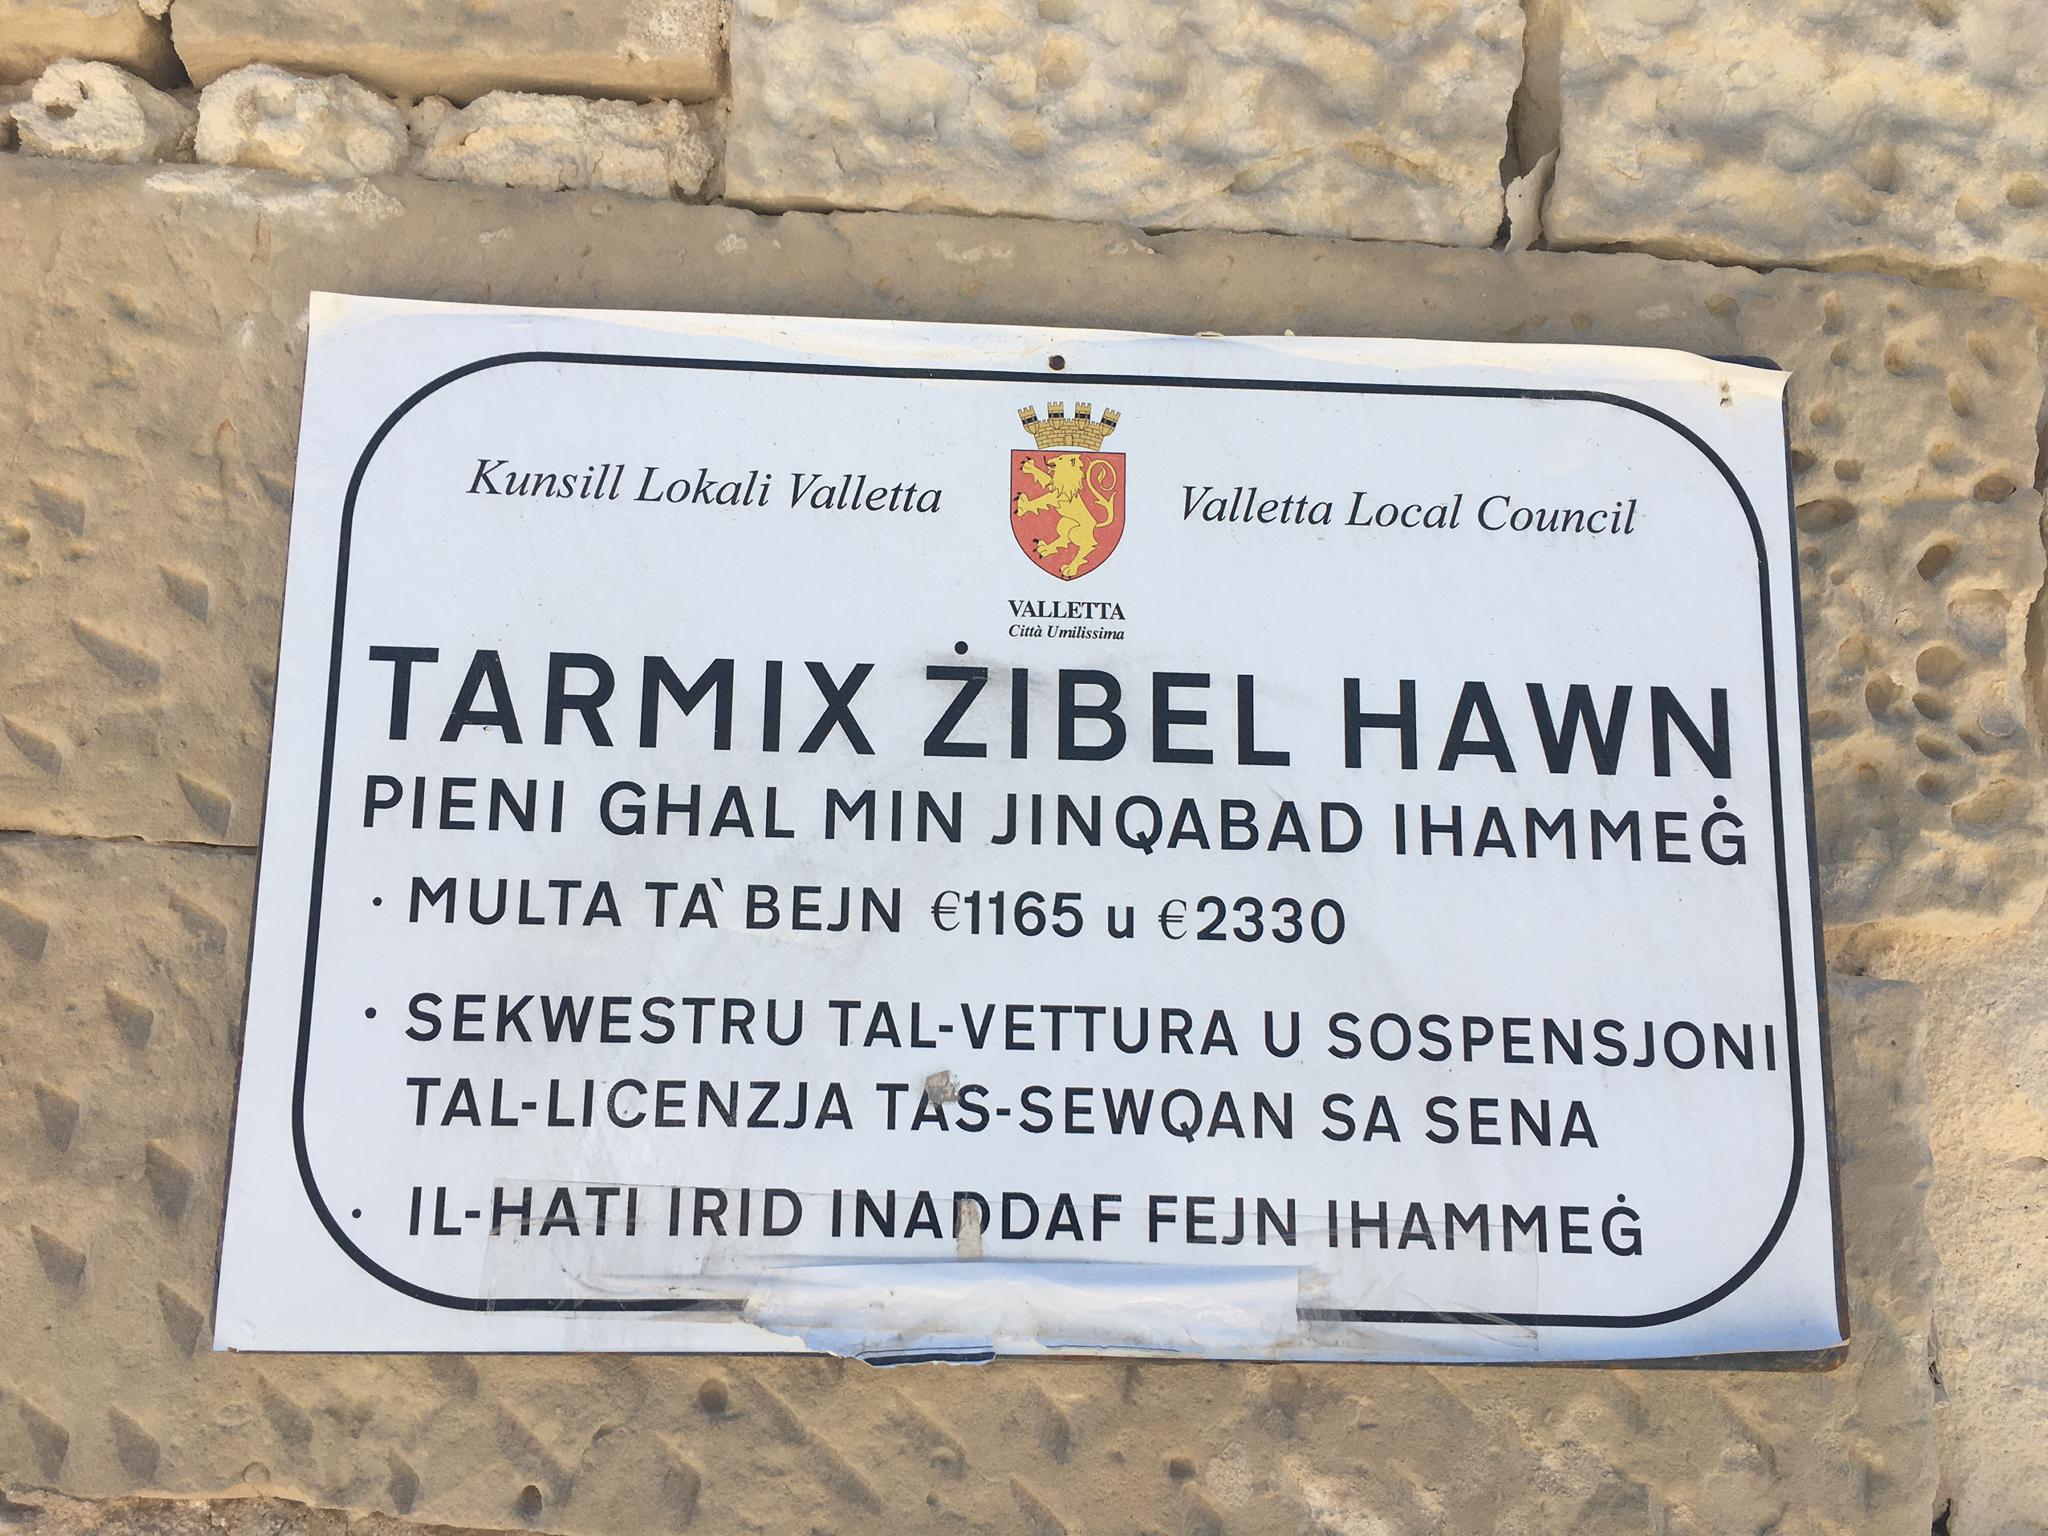 Kunsill Lokali Valletta
Valletta Local Council
VALLETTA
Città Umilissima
TARMIX ŻIBEL HAWN
PIENI GHAL MIN JINQABAD IHAMMEĠ
· MULTA TA` BEJN €1165 u €2330
· SEKWESTRU TAL-VETTURA U SOSPENSJONI
TAL-LICENZJA TAS-SEWQAN SA SENA
· IL-HATI IRID INADDAF FEJN IHAMMEĠ